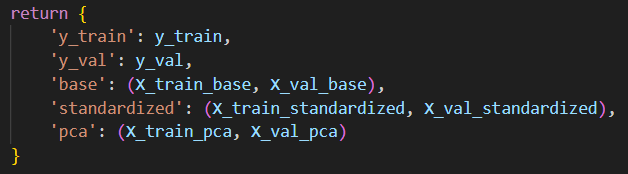 return {
    'y_train': y_train,
    'y_val': y_val,
    'base': (X_train_base, X_val_base),
    'standardized': (X_train_standardized, X_val_standardized),
    'pca': (X_train_pca, X_val_pca)
}